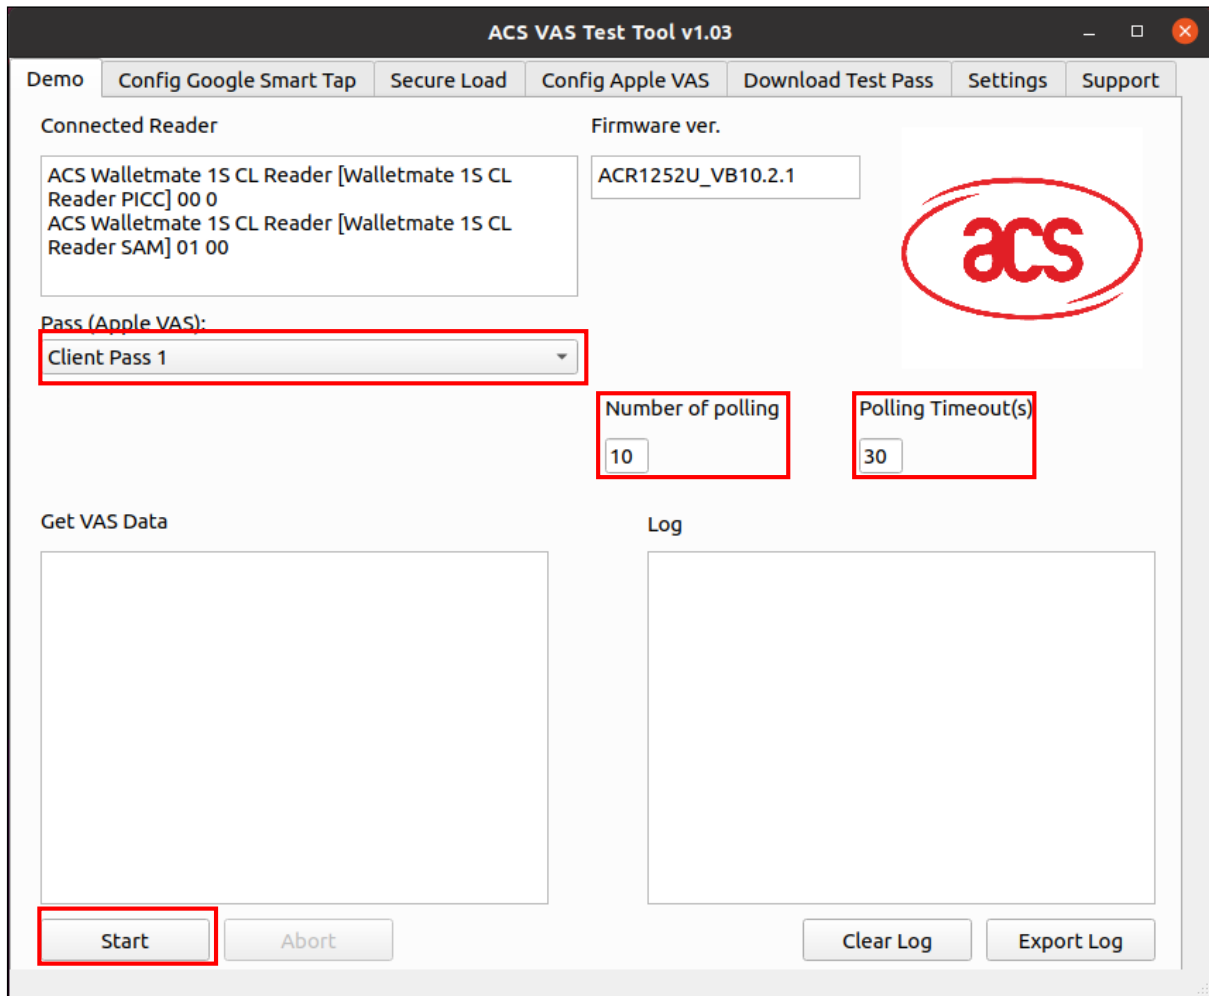 ACS VAS Test Tool v1.03
Demo
Config Google Smart Tap
Secure Load
Config Apple VAS
Download Test Pass
Settings
Support
Connected Reader
Firmware ver.
ACS Walletmate 1S CL Reader [Walletmate 1S CL
Reader PICC] 00 0
ACS Walletmate 1S CL Reader [Walletmate 1S CL
Reader SAM] 01 00
ACR1252U_VB10.2.1
acs
Pass (Apple VAS):
Client Pass 1
Number of polling
Polling Timeout(s)
10
30
Get VAS Data
Log
Start
Abort
Clear Log
Export Log